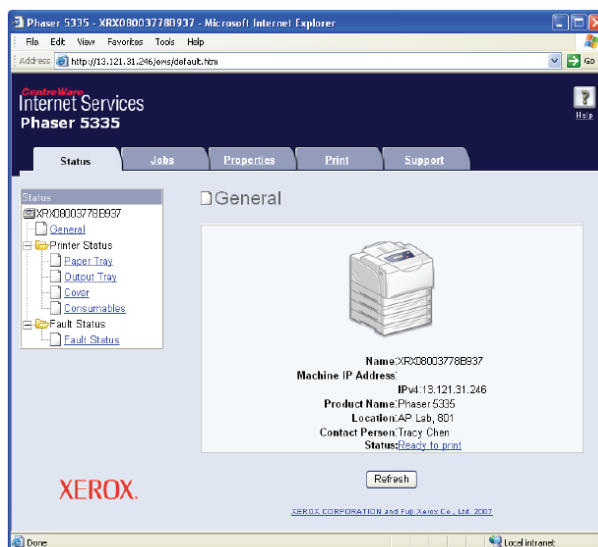 Phaser 5335 - XRX08003778B937 - Microsoft Internet Explorer
File Edit View Favorites Tools Help
Address http://13.121.31.246/ews/default.htm Go
CentreWare
Internet Services
Phaser 5335
Help
Status Jobs Properties Print Support
Status
XRX08003778B937
General
Printer Status
Paper Tray
Output Tray
Cover
Consumables
Fault Status
Fault Status
General
Name:XRX08003778B937
Machine IP Address:
IPv4:13.121.31.246
Product Name:Phaser 5335
Location:AP Lab, 801
Contact Person:Tracy Chen
Status:Ready to print
Refresh
XEROX.
XEROX CORPORATION and Fuji Xerox Co., Ltd. 2007
Done Local intranet